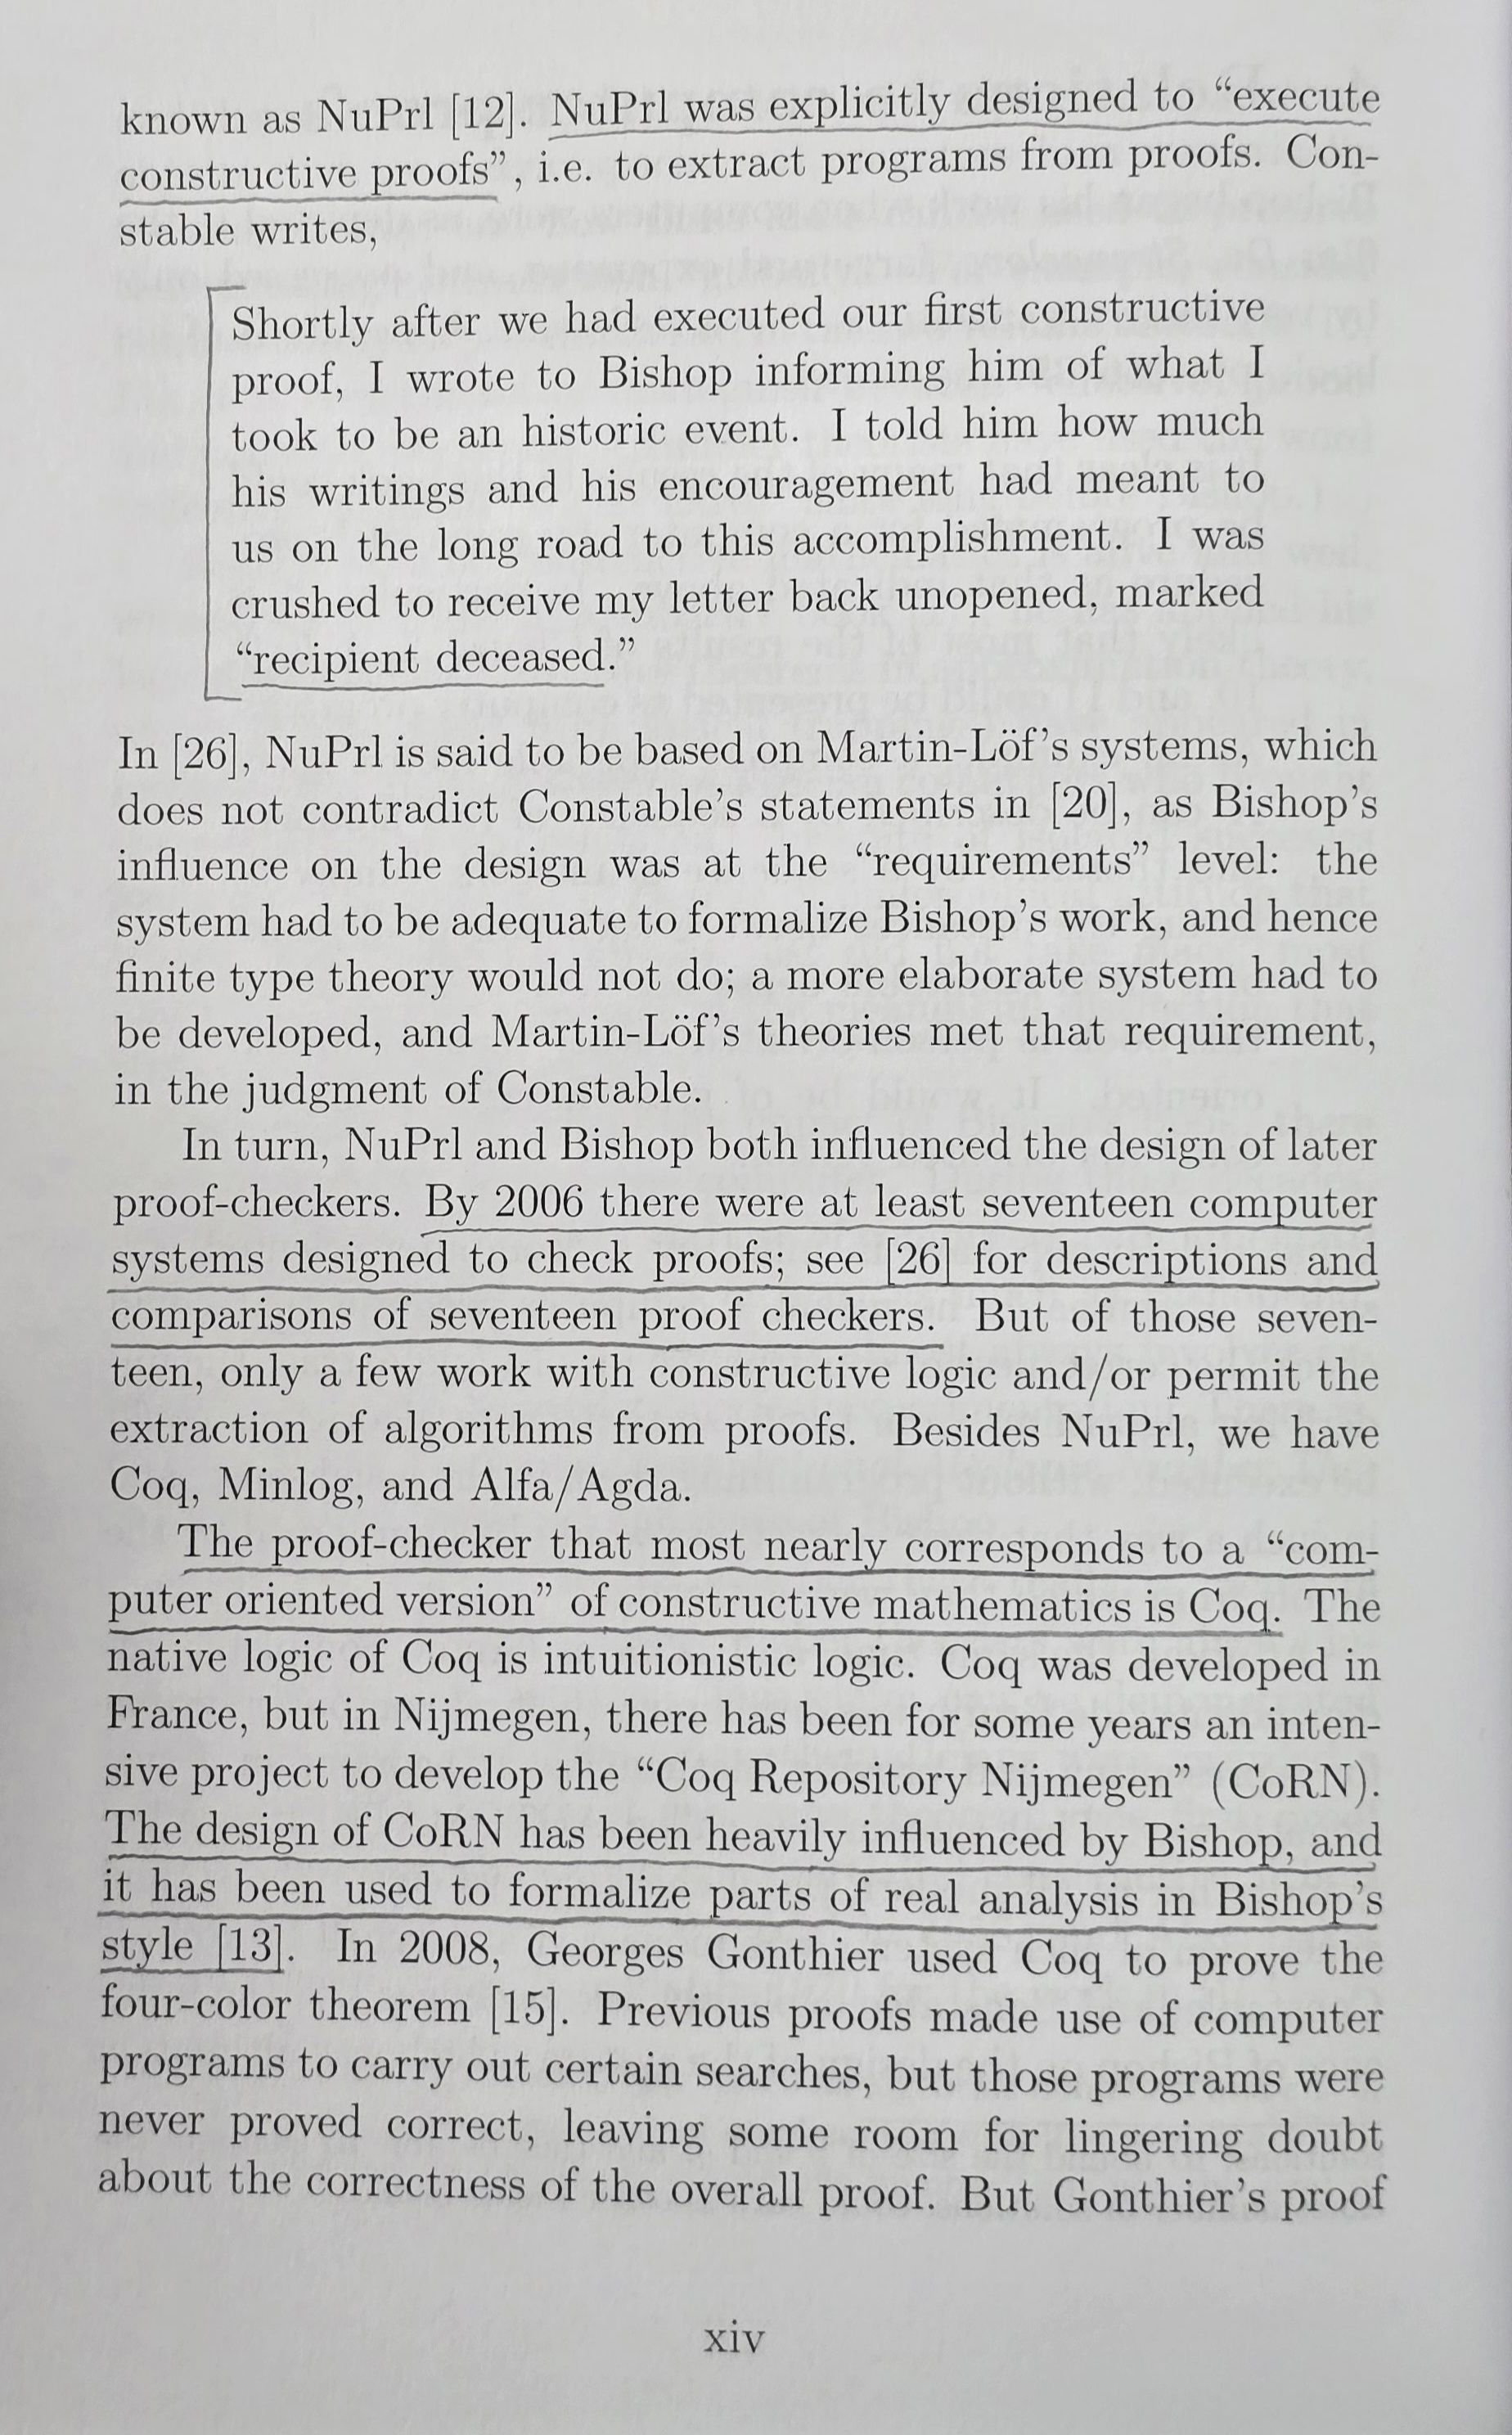 known as NuPrl [12]. NuPrl was explicitly designed to “execute
constructive proofs”, i.e. to extract programs from proofs. Con-
stable writes,
Shortly after we had executed our first constructive
proof, I wrote to Bishop informing him of what I
took to be an historic event. I told him how much
his writings and his encouragement had meant to
us on the long road to this accomplishment. I was
crushed to receive my letter back unopened, marked
“recipient deceased.”
In [26], NuPrl is said to be based on Martin-Löf’s systems, which
does not contradict Constable’s statements in [20], as Bishop’s
influence on the design was at the “requirements” level: the
system had to be adequate to formalize Bishop’s work, and hence
finite type theory would not do; a more elaborate system had to
be developed, and Martin-Löf’s theories met that requirement,
in the judgment of Constable.
In turn, NuPrl and Bishop both influenced the design of later
proof-checkers. By 2006 there were at least seventeen computer
systems designed to check proofs; see [26] for descriptions and
comparisons of seventeen proof checkers. But of those seven-
teen, only a few work with constructive logic and/or permit the
extraction of algorithms from proofs. Besides NuPrl, we have
Coq, Minlog, and Alfa/Agda.
The proof-checker that most nearly corresponds to a “com-
puter oriented version” of constructive mathematics is Coq. The
native logic of Coq is intuitionistic logic. Coq was developed in
France, but in Nijmegen, there has been for some years an inten-
sive project to develop the “Coq Repository Nijmegen” (CoRN).
The design of CoRN has been heavily influenced by Bishop, and
it has been used to formalize parts of real analysis in Bishop’s
style [13]. In 2008, Georges Gonthier used Coq to prove the
four-color theorem [15]. Previous proofs made use of computer
programs to carry out certain searches, but those programs were
never proved correct, leaving some room for lingering doubt
about the correctness of the overall proof. But Gonthier’s proof
xiv